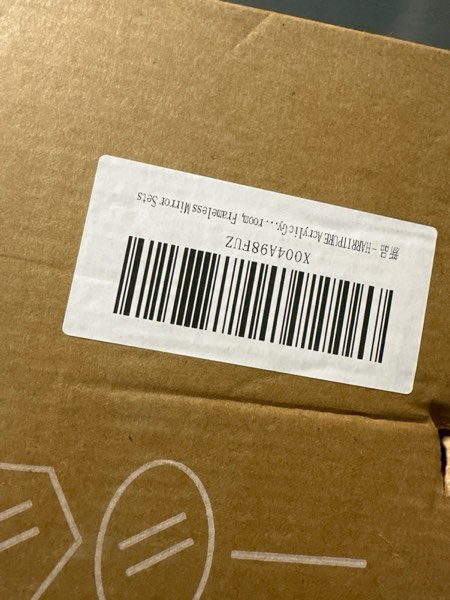 X004A98FUZ
新品 - HARRITPURE Acrylic Gy... room, Frameless Mirror Sets